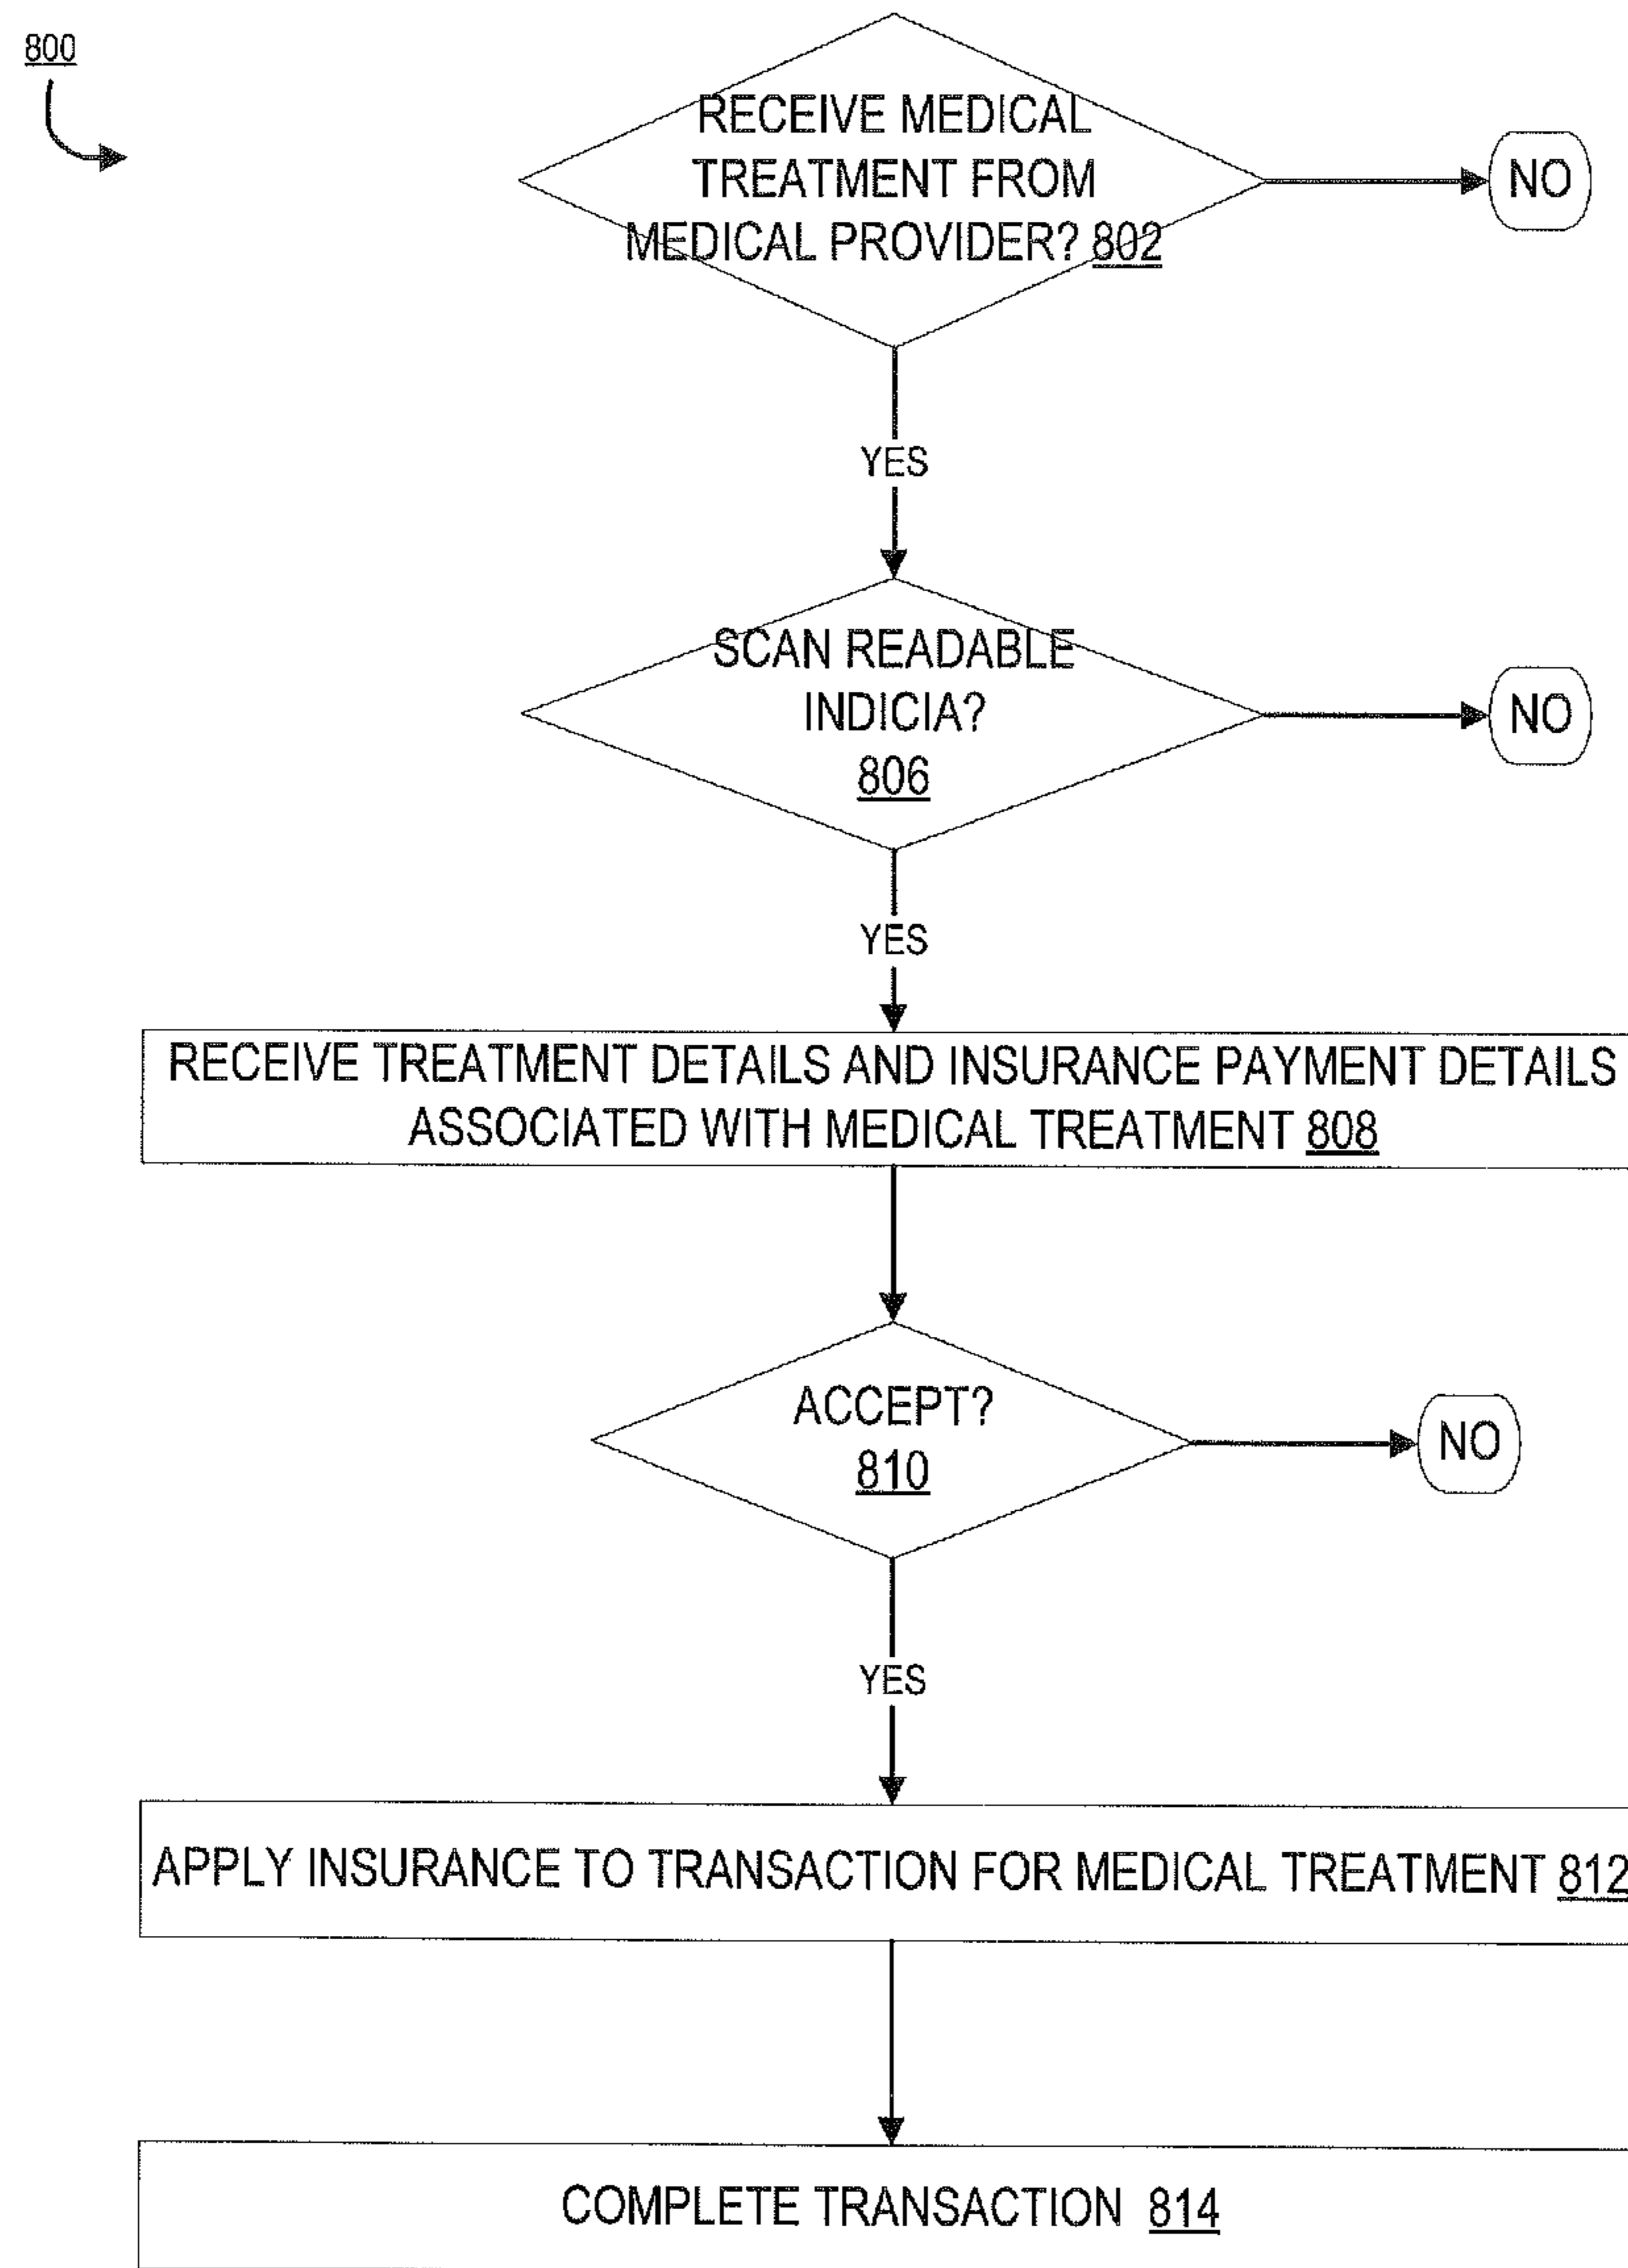 800
RECEIVE MEDICAL
TREATMENT FROM
MEDICAL PROVIDER? 802
NO
YES
SCAN READABLE
INDICIA?
806
NO
YES
RECEIVE TREATMENT DETAILS AND INSURANCE PAYMENT DETAILS
ASSOCIATED WITH MEDICAL TREATMENT 808
ACCEPT?
810
NO
YES
APPLY INSURANCE TO TRANSACTION FOR MEDICAL TREATMENT 812
COMPLETE TRANSACTION 814